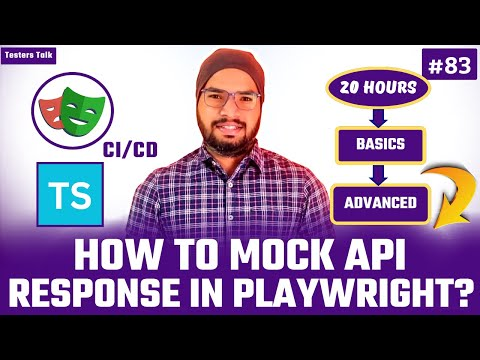 Testers Talk
#83
CI/CD
TS
20 HOURS
BASICS
ADVANCED
HOW TO MOCK API
RESPONSE IN PLAYWRIGHT?